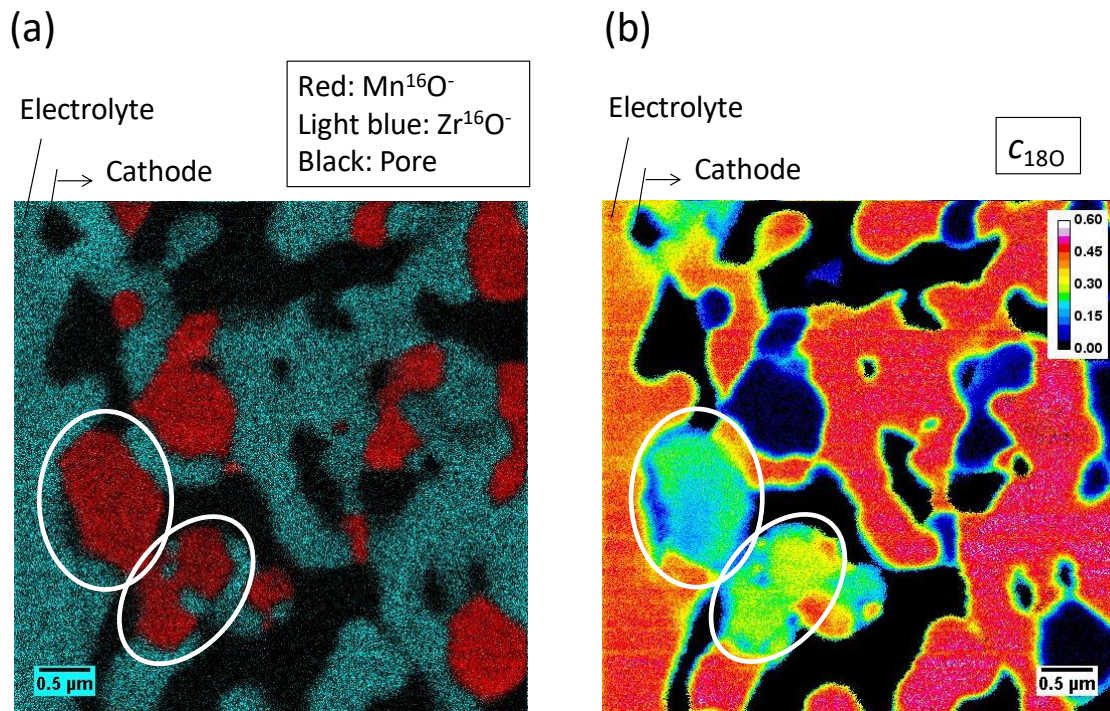 (a)
(b)
Red: Mn¹⁶O⁻
Light blue: Zr¹⁶O⁻
Black: Pore
Electrolyte
Cathode
0.5 µm
Electrolyte
Cathode
c₁₈O
0.60
0.45
0.30
0.15
0.00
0.5 µm